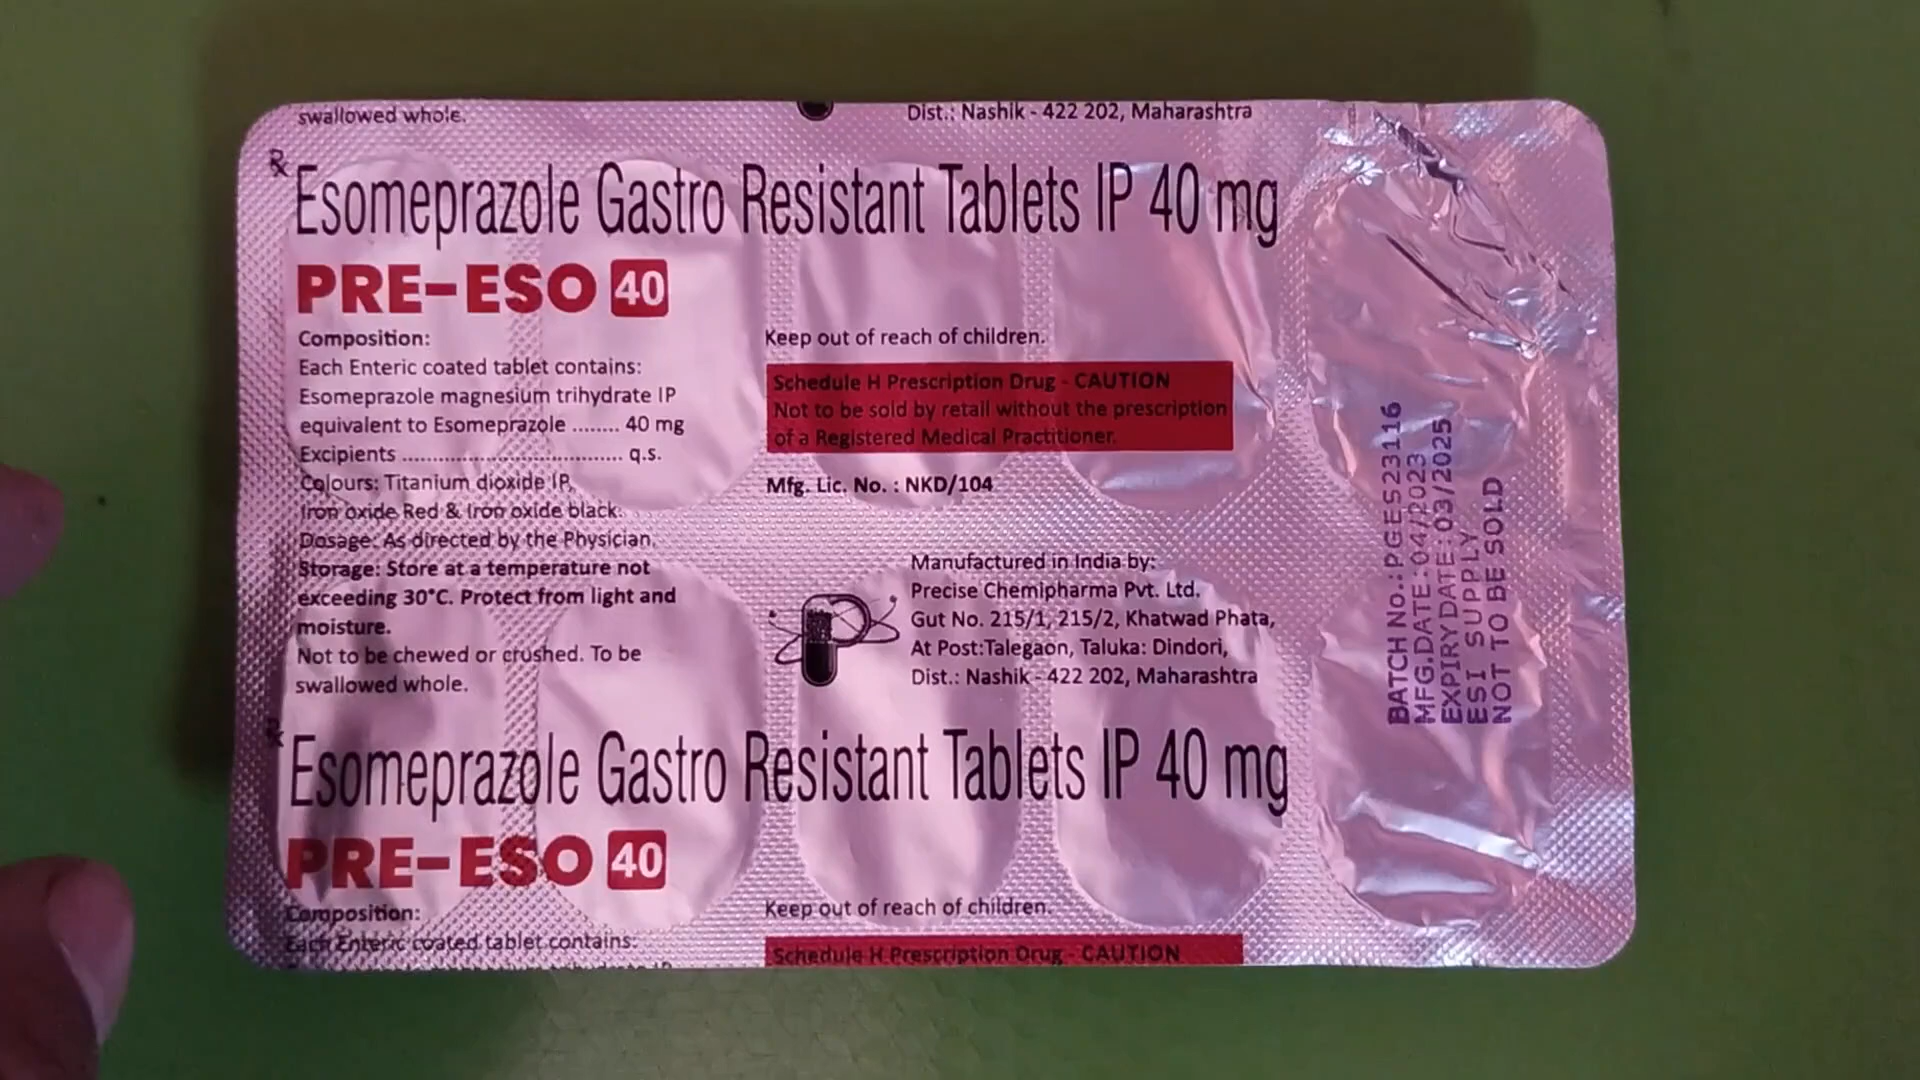 swallowed whole.
Dist.: Nashik - 422 202, Maharashtra
Rx
Esomeprazole Gastro Resistant Tablets IP 40 mg
PRE-ESO 40
Composition:
Each Enteric coated tablet contains:
Esomeprazole magnesium trihydrate IP
equivalent to Esomeprazole ........ 40 mg
Excipients ................................ q.s.
Colours: Titanium dioxide IP,
Iron oxide Red & Iron oxide black.
Dosage: As directed by the Physician.
Storage: Store at a temperature not
exceeding 30°C. Protect from light and
moisture.
Not to be chewed or crushed. To be
swallowed whole.
Keep out of reach of children.
Schedule H Prescription Drug - CAUTION
Not to be sold by retail without the prescription
of a Registered Medical Practitioner.
Mfg. Lic. No. : NKD/104
Manufactured in India by:
Precise Chemipharma Pvt. Ltd.
Gut No. 215/1, 215/2, Khatwad Phata,
At Post:Talegaon, Taluka: Dindori,
Dist.: Nashik - 422 202, Maharashtra
BATCH No.:PGES23116
MFG.DATE:04/2023
EXPIRY DATE:03/2025
ESI SUPPLY
NOT TO BE SOLD
Rx
Esomeprazole Gastro Resistant Tablets IP 40 mg
PRE-ESO 40
Composition:
Each Enteric coated tablet contains:
Keep out of reach of children.
Schedule H Prescription Drug - CAUTION